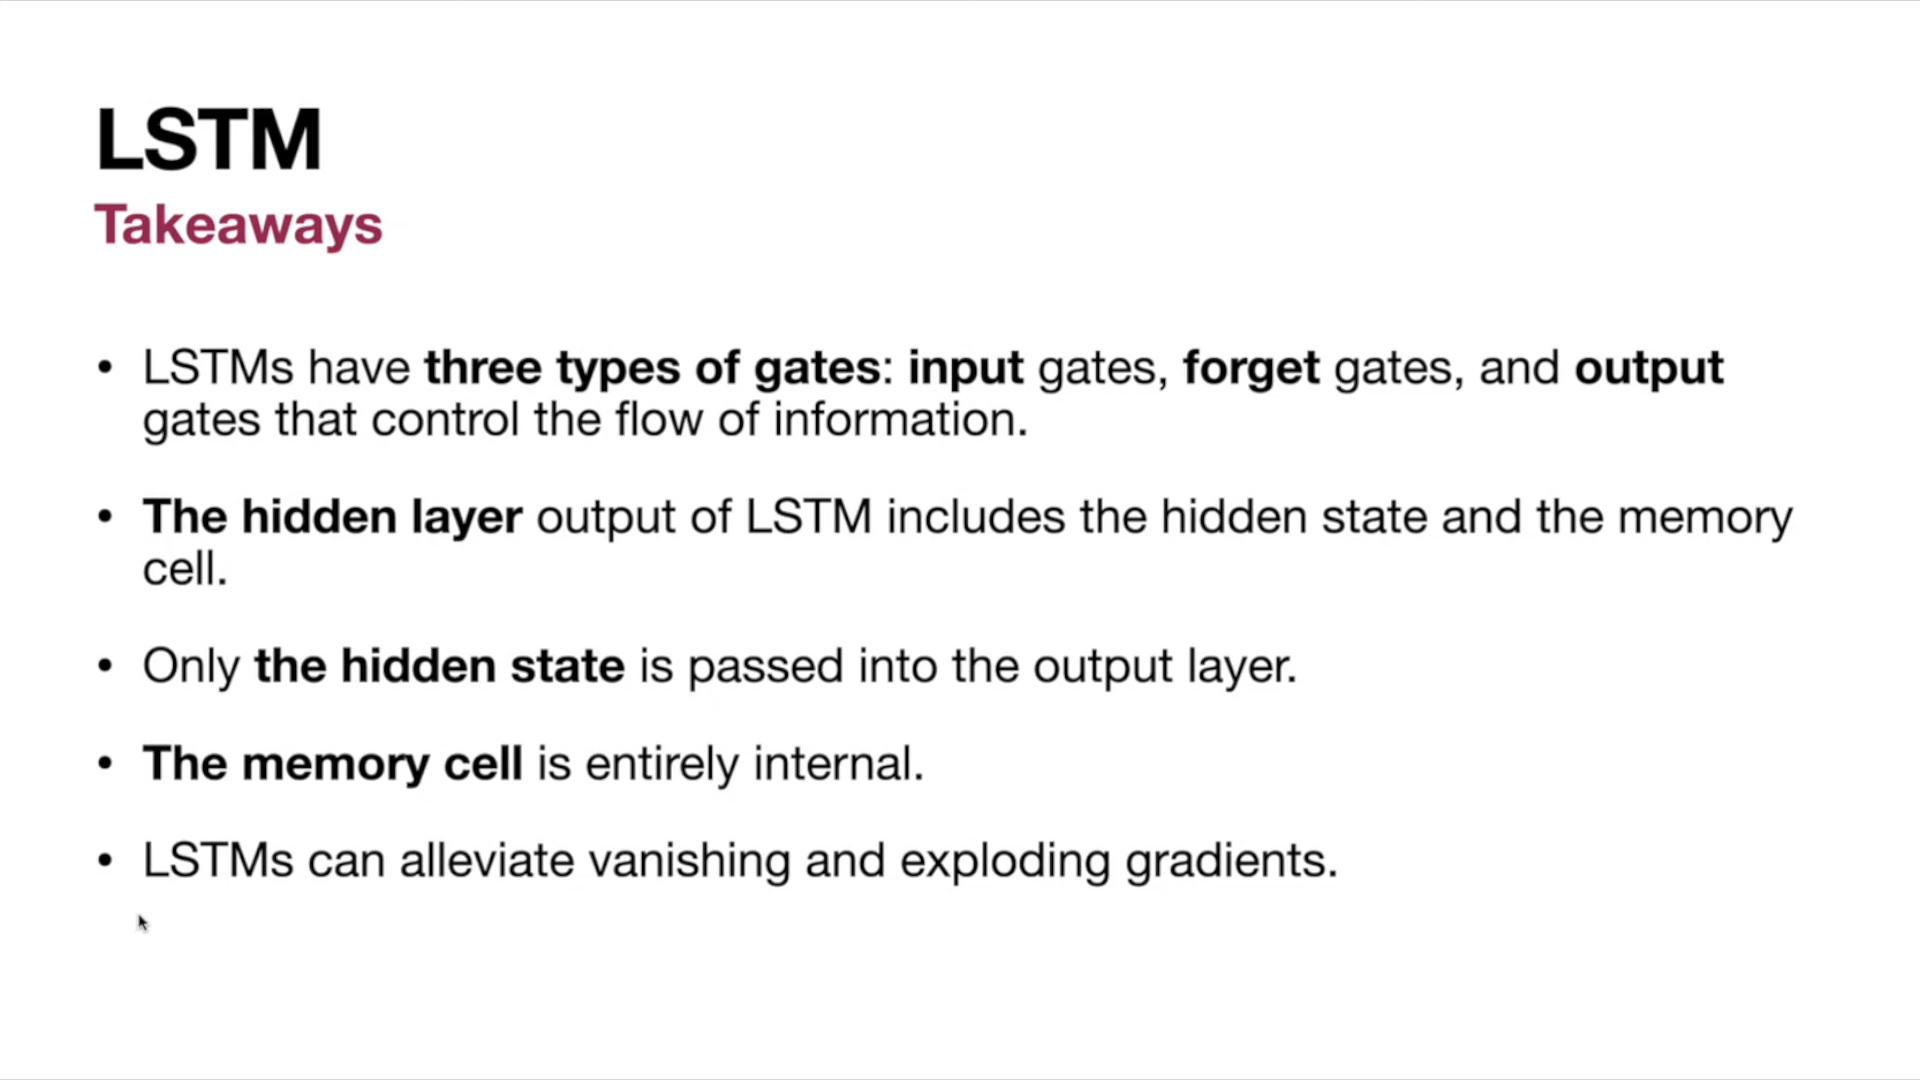 LSTM
Takeaways
• LSTMs have three types of gates: input gates, forget gates, and output
gates that control the flow of information.
• The hidden layer output of LSTM includes the hidden state and the memory
cell.
• Only the hidden state is passed into the output layer.
• The memory cell is entirely internal.
• LSTMs can alleviate vanishing and exploding gradients.